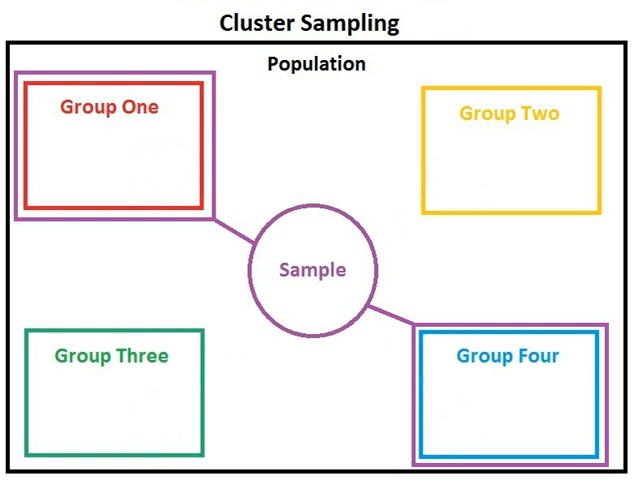 Cluster Sampling
Population
Group One
Group Two
Sample
Group Three
Group Four